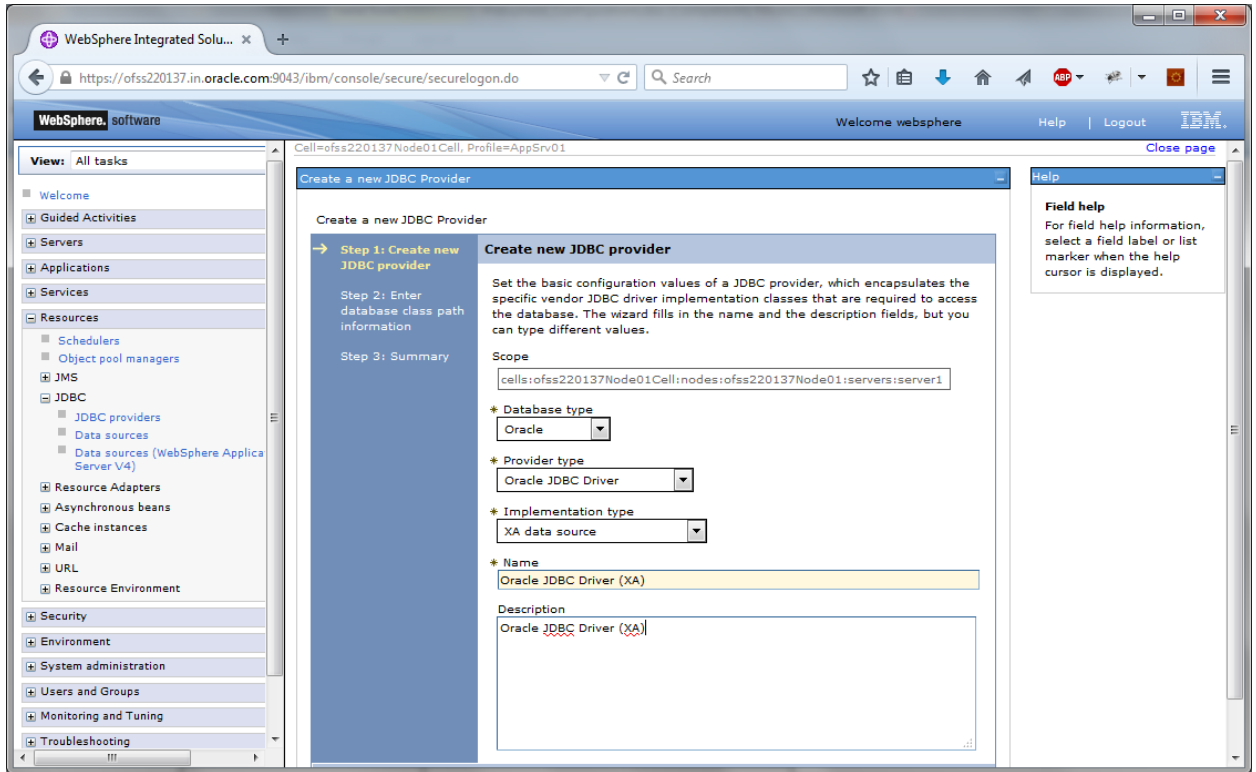 WebSphere Integrated Solu...
https://ofss220137.in.oracle.com:9043/ibm/console/secure/securelogon.do
Search
ABP
WebSphere. software
Welcome websphere
Help | Logout
IBM.
View: All tasks
Welcome
Guided Activities
Servers
Applications
Services
Resources
Schedulers
Object pool managers
JMS
JDBC
JDBC providers
Data sources
Data sources (WebSphere Applica
Server V4)
Resource Adapters
Asynchronous beans
Cache instances
Mail
URL
Resource Environment
Security
Environment
System administration
Users and Groups
Monitoring and Tuning
Troubleshooting
Cell=ofss220137Node01Cell, Profile=AppSrv01
Close page
Create a new JDBC Provider
Create a new JDBC Provider
Step 1: Create new
JDBC provider
Step 2: Enter
database class path
information
Step 3: Summary
Create new JDBC provider
Set the basic configuration values of a JDBC provider, which encapsulates the
specific vendor JDBC driver implementation classes that are required to access
the database. The wizard fills in the name and the description fields, but you
can type different values.
Scope
cells:ofss220137Node01Cell:nodes:ofss220137Node01:servers:server1
* Database type
Oracle
* Provider type
Oracle JDBC Driver
* Implementation type
XA data source
* Name
Oracle JDBC Driver (XA)
Description
Oracle JDBC Driver (XA)
Help
Field help
For field help information,
select a field label or list
marker when the help
cursor is displayed.